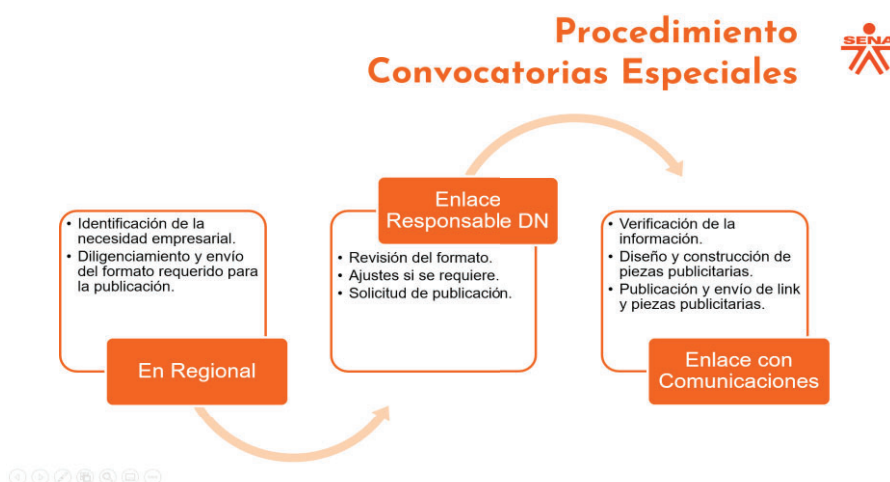 Procedimiento
Convocatorias Especiales
SENA
• Identificación de la
necesidad empresarial.
• Diligenciamiento y envío
del formato requerido para
la publicación.
En Regional
Enlace
Responsable DN
• Revisión del formato.
• Ajustes si se requiere.
• Solicitud de publicación.
• Verificación de la
información.
• Diseño y construcción de
piezas publicitarias.
• Publicación y envío de link
y piezas publicitarias.
Enlace con
Comunicaciones